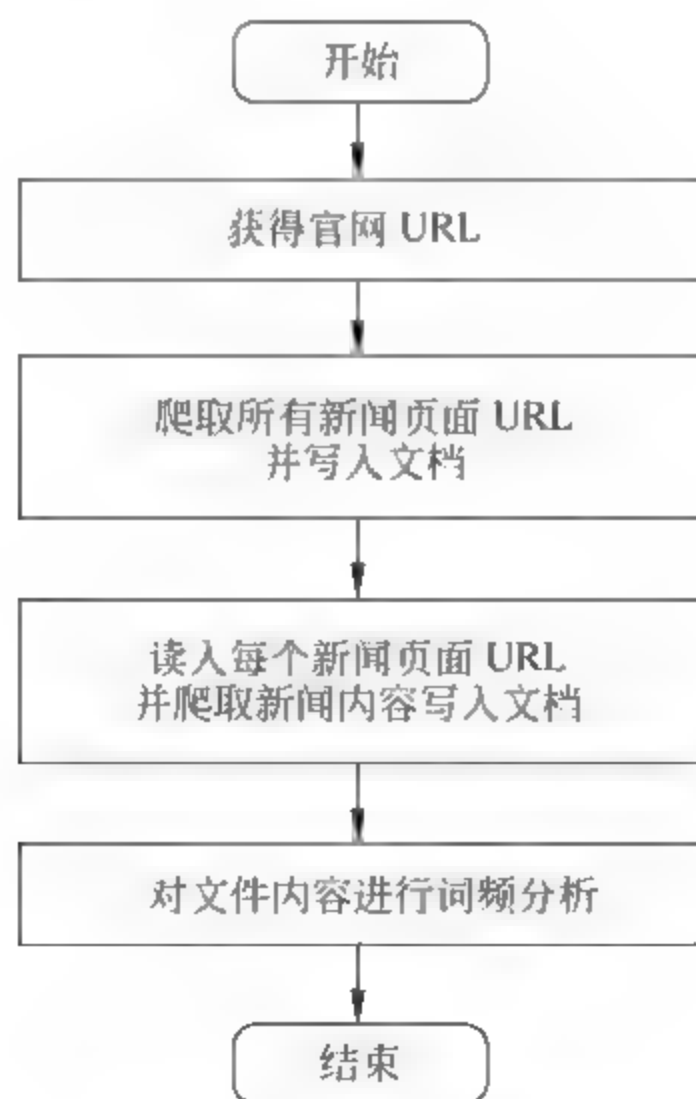 开始
获得官网 URL
爬取所有新闻页面 URL
并写入文档
读入每个新闻页面 URL
并爬取新闻内容写入文档
对文件内容进行词频分析
结束